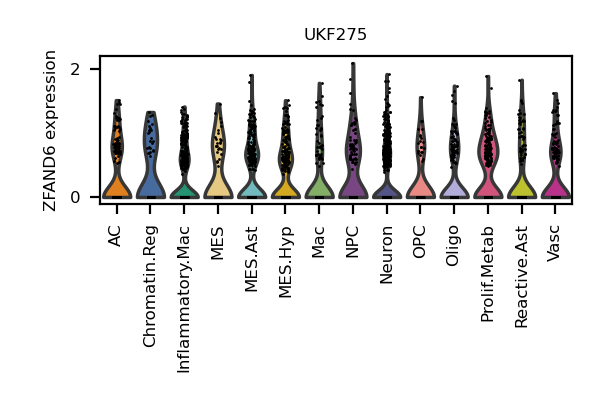 UKF275
ZFAND6 expression
2
0
AC
Chromatin.Reg
Inflammatory.Mac
MES
MES.Ast
MES.Hyp
Mac
NPC
Neuron
OPC
Oligo
Prolif.Metab
Reactive.Ast
Vasc